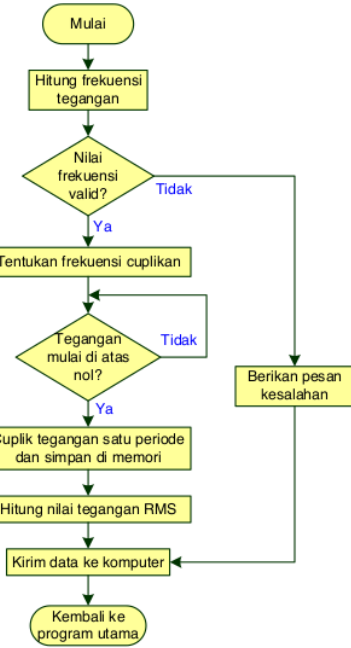 Mulai
Hitung frekuensi
tegangan
Nilai
frekuensi
valid?
Tidak
Ya
Tentukan frekuensi cuplikan
Tegangan
mulai di atas
nol?
Tidak
Ya
Berikan pesan
kesalahan
Cuplik tegangan satu periode
dan simpan di memori
Hitung nilai tegangan RMS
Kirim data ke komputer
Kembali ke
program utama